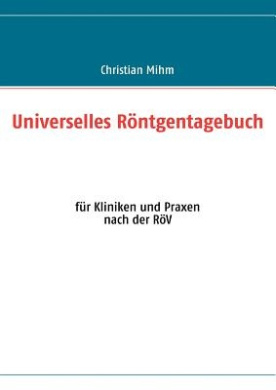 Christian Mihm
Universelles Röntgentagebuch
für Kliniken und Praxen
nach der RöV